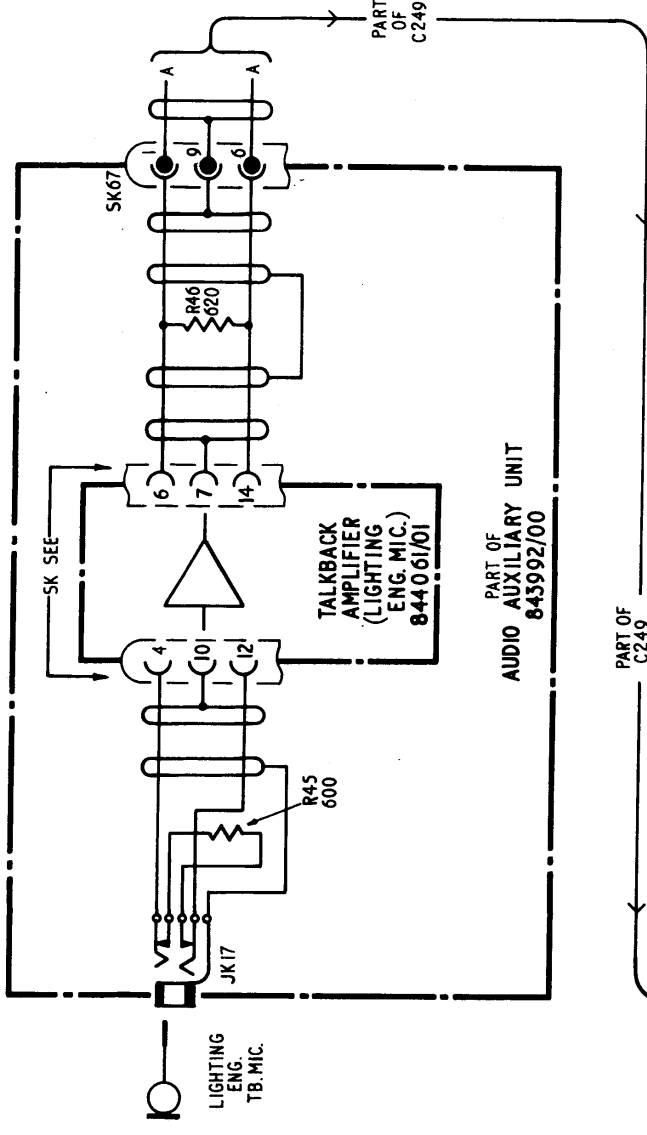 PART
OF
C249
A
A
SK67
1
9
6
R46
620
SK SEE
6
7
14
4
10
12
TALKBACK
AMPLIFIER
(LIGHTING
ENG. MIC.)
844061/01
PART OF
AUDIO AUXILIARY UNIT
843992/00
R45
600
JK17
LIGHTING
ENG.
TB. MIC.
PART OF
C249